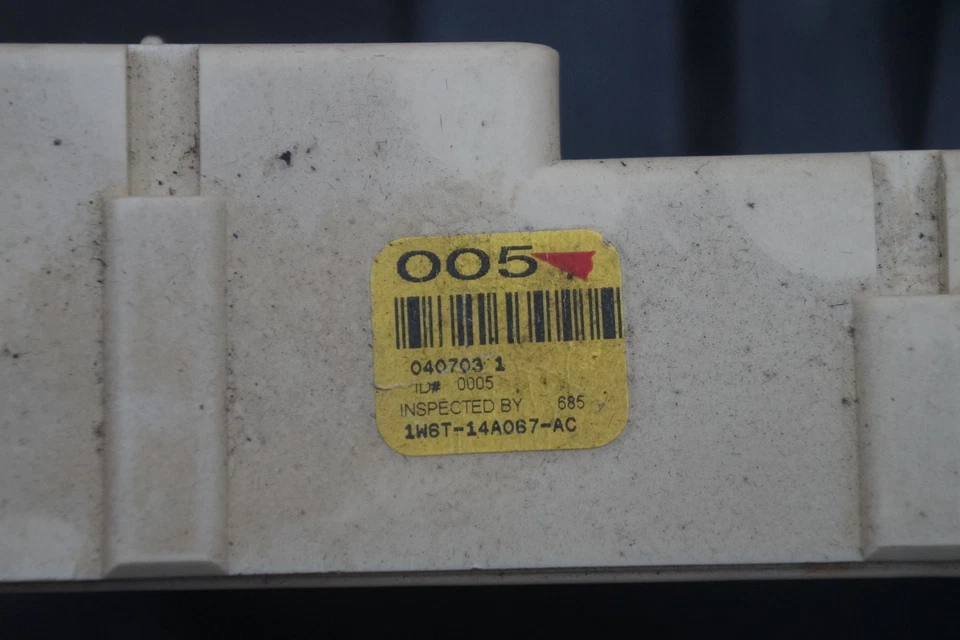 005
040703 1
ID# 0005
INSPECTED BY 685
1W6T-14A067-AC